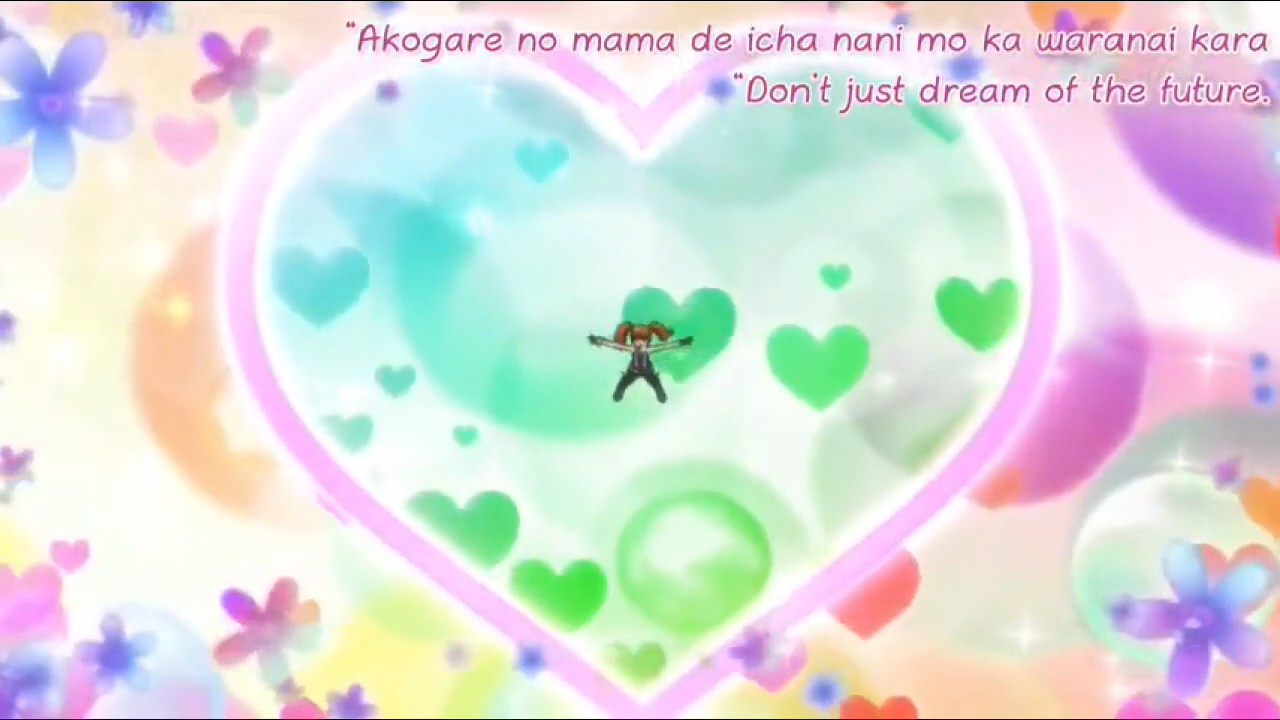 “Akogare no mama de icha nani mo ka waranai kara
“Don't just dream of the future.